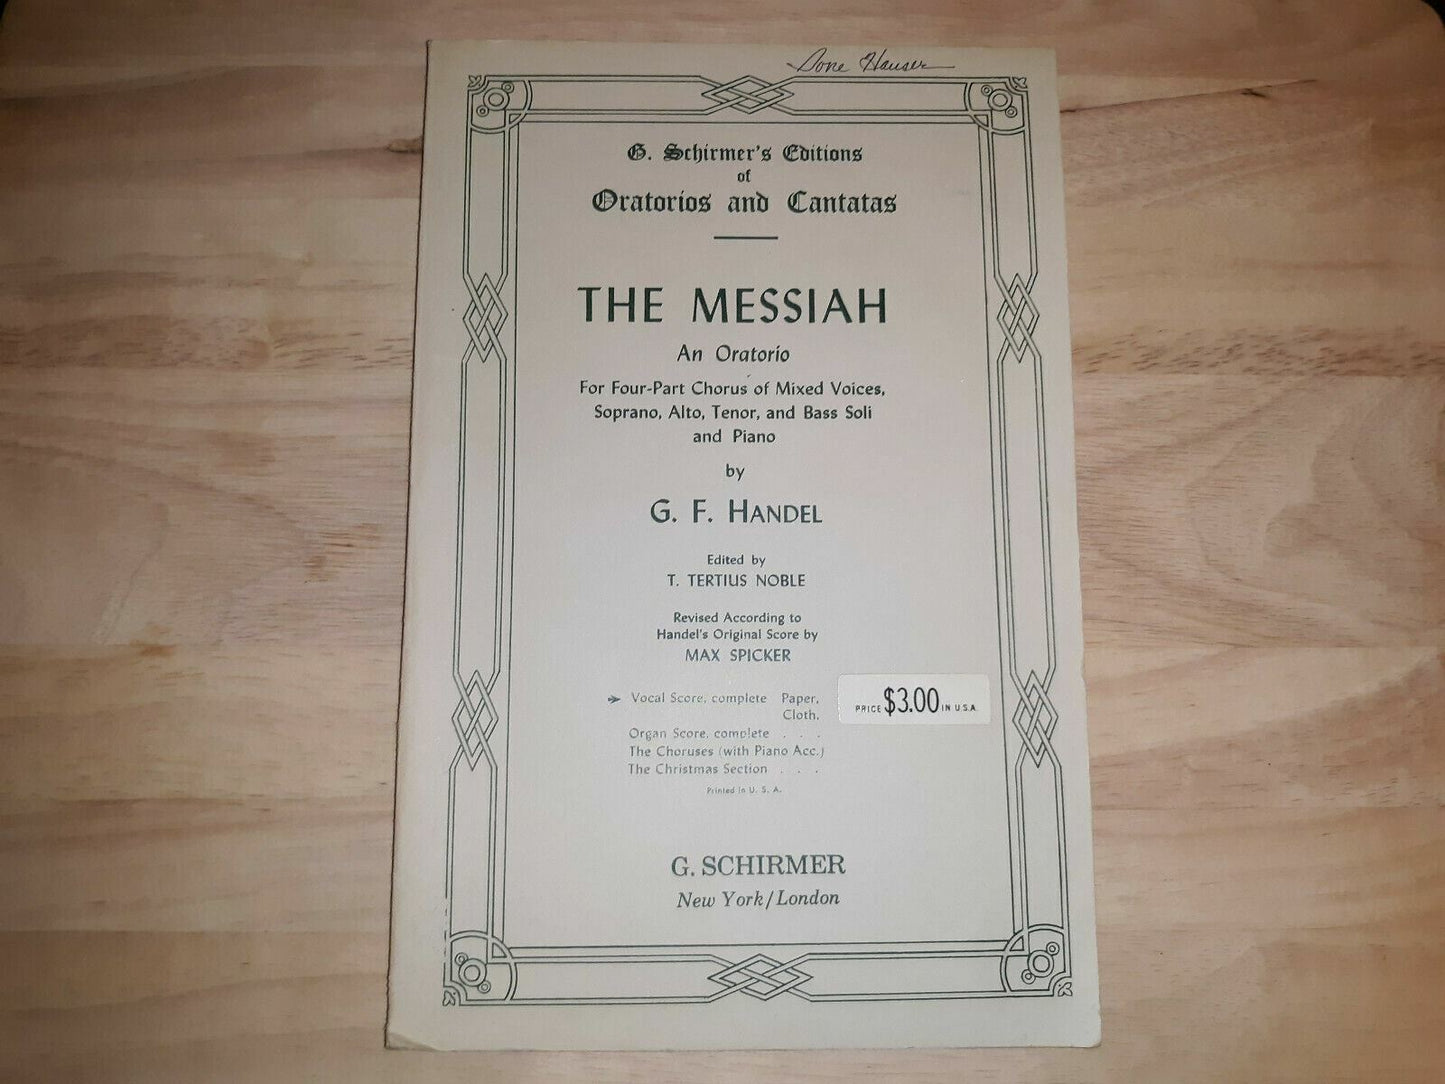 Done Hauser
G. Schirmer's Editions
of
Oratorios and Cantatas
THE MESSIAH
An Oratorio
For Four-Part Chorus of Mixed Voices,
Soprano, Alto, Tenor, and Bass Soli
and Piano
by
G. F. HANDEL
Edited by
T. TERTIUS NOBLE
Revised According to
Handel's Original Score by
MAX SPICKER
Vocal Score, complete Paper,
Cloth.
PRICE $3.00 IN U.S.A.
Organ Score, complete . . .
The Choruses (with Piano Acc.)
The Christmas Section . . .
Printed in U. S. A.
G. SCHIRMER
New York/London